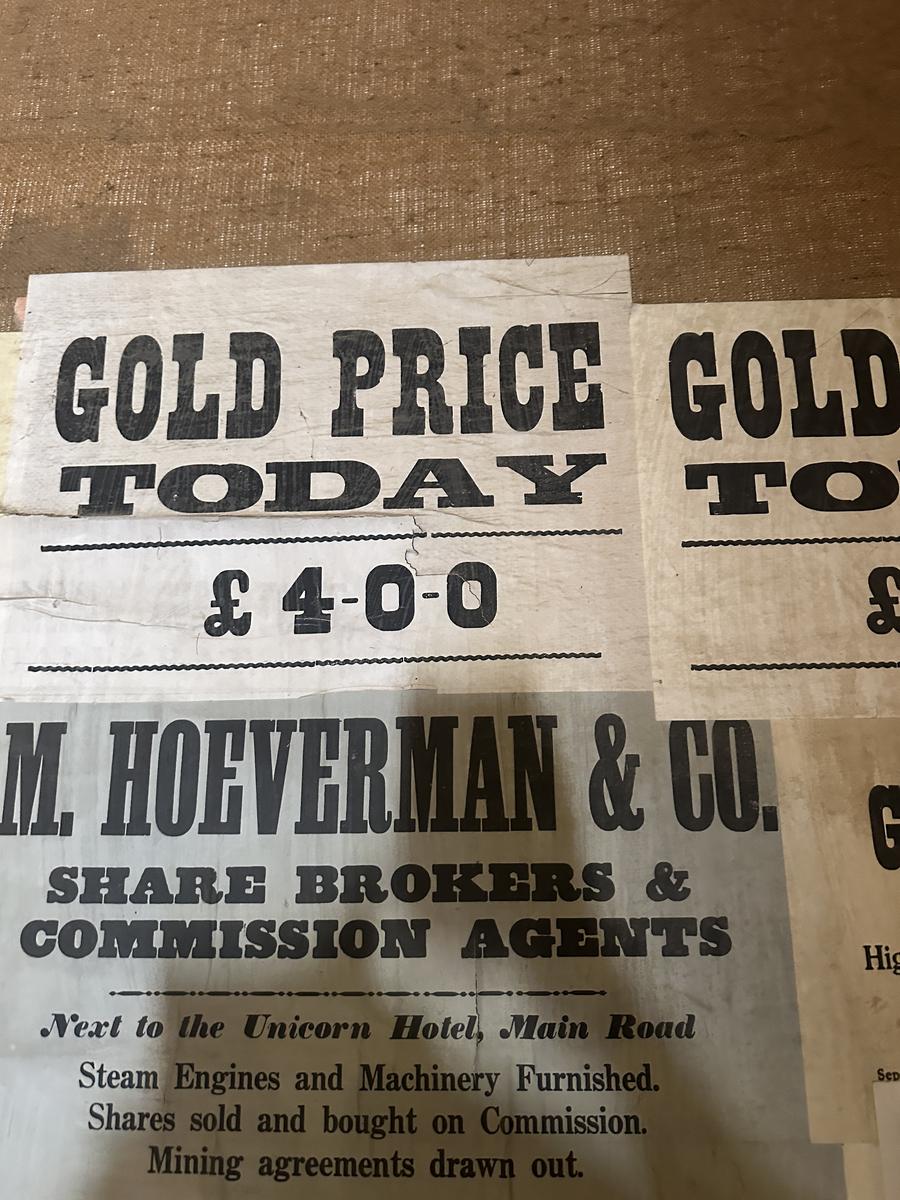 GOLD PRICE
TODAY
£ 4-0-0
M. HOEVERMAN & CO.
SHARE BROKERS &
COMMISSION AGENTS
Next to the Unicorn Hotel, Main Road
Steam Engines and Machinery Furnished.
Shares sold and bought on Commission.
Mining agreements drawn out.
GOLD
TO
£
G
Hig